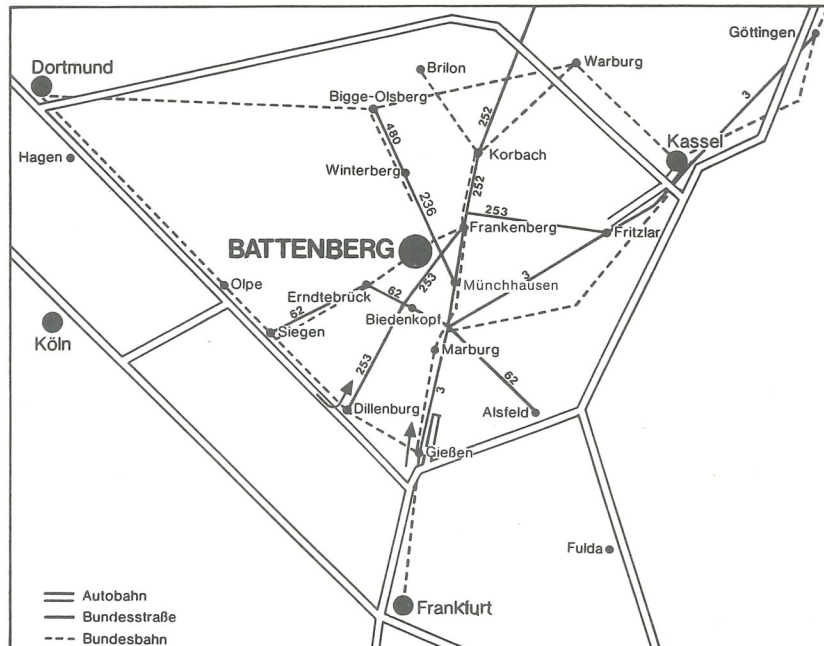 Göttingen
Dortmund
Brilon
Warburg
Bigge-Olsberg
3
252
480
Kassel
Hagen
Korbach
Winterberg
252
236
253
Frankenberg
Fritzlar
BATTENBERG
253
3
Olpe
Erndtebrück
62
Münchhausen
Köln
62
Biedenkopf
Siegen
Marburg
253
3
62
Dillenburg
Alsfeld
Gießen
Fulda
Autobahn
Frankfurt
Bundesstraße
Bundesbahn